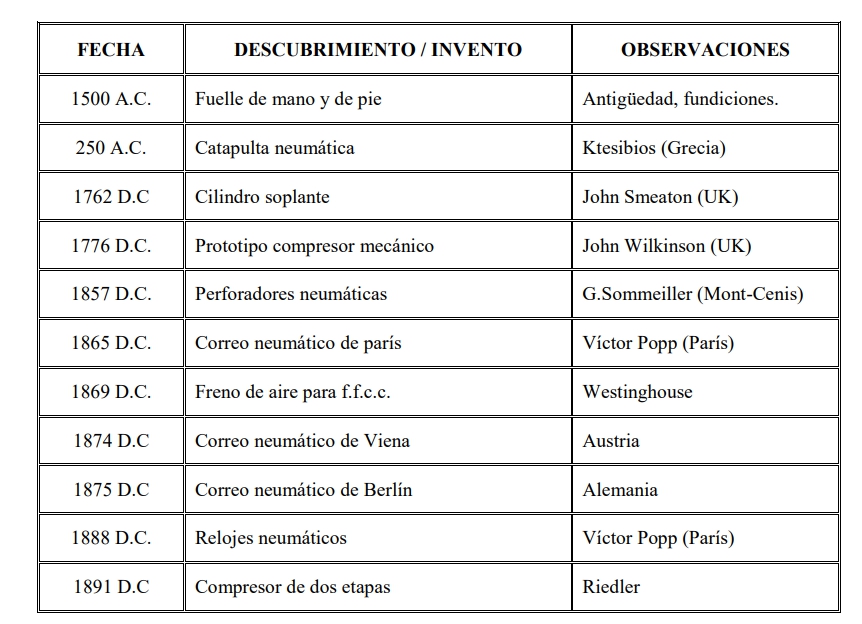 FECHA DESCUBRIMIENTO / INVENTO OBSERVACIONES
1500 A.C. Fuelle de mano y de pie Antigüedad, fundiciones.
250 A.C. Catapulta neumática Ktesibios (Grecia)
1762 D.C Cilindro soplante John Smeaton (UK)
1776 D.C. Prototipo compresor mecánico John Wilkinson (UK)
1857 D.C. Perforadores neumáticas G.Sommeiller (Mont-Cenis)
1865 D.C. Correo neumático de parís Víctor Popp (París)
1869 D.C. Freno de aire para f.f.c.c. Westinghouse
1874 D.C Correo neumático de Viena Austria
1875 D.C Correo neumático de Berlín Alemania
1888 D.C. Relojes neumáticos Víctor Popp (París)
1891 D.C Compresor de dos etapas Riedler